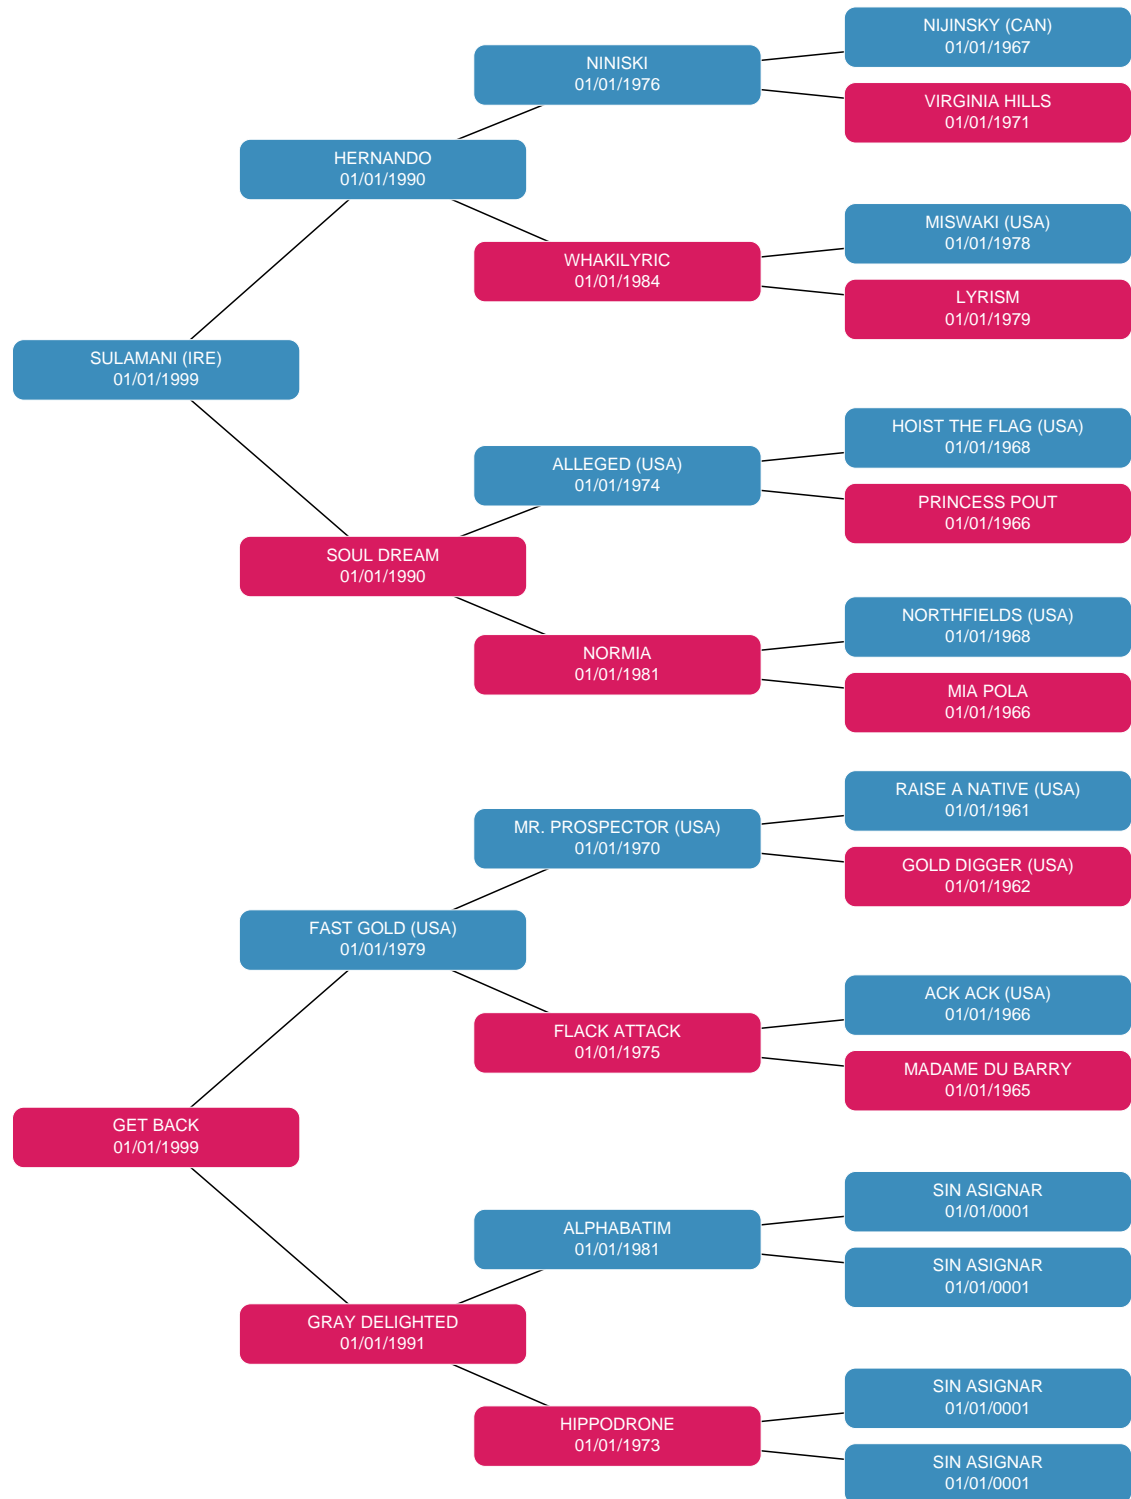 NIJINSKY (CAN)
01/01/1967
NINISKI
01/01/1976
VIRGINIA HILLS
01/01/1971
HERNANDO
01/01/1990
MISWAKI (USA)
01/01/1978
WHAKILYRIC
01/01/1984
LYRISM
01/01/1979
SULAMANI (IRE)
01/01/1999
HOIST THE FLAG (USA)
01/01/1968
ALLEGED (USA)
01/01/1974
PRINCESS POUT
01/01/1966
SOUL DREAM
01/01/1990
NORTHFIELDS (USA)
01/01/1968
NORMIA
01/01/1981
MIA POLA
01/01/1966
RAISE A NATIVE (USA)
01/01/1961
MR. PROSPECTOR (USA)
01/01/1970
GOLD DIGGER (USA)
01/01/1962
FAST GOLD (USA)
01/01/1979
ACK ACK (USA)
01/01/1966
FLACK ATTACK
01/01/1975
MADAME DU BARRY
01/01/1965
GET BACK
01/01/1999
SIN ASIGNAR
01/01/0001
ALPHABATIM
01/01/1981
SIN ASIGNAR
01/01/0001
GRAY DELIGHTED
01/01/1991
SIN ASIGNAR
01/01/0001
HIPPODRONE
01/01/1973
SIN ASIGNAR
01/01/0001